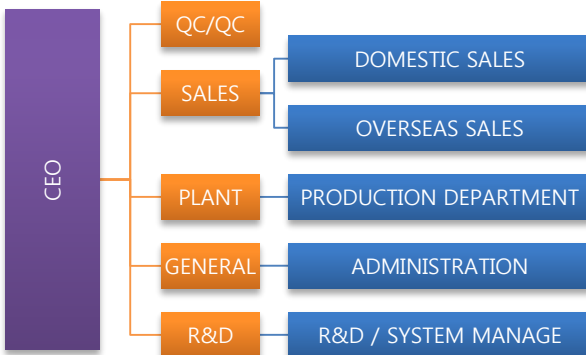 CEO
QC/QC
SALES
DOMESTIC SALES
OVERSEAS SALES
PLANT
PRODUCTION DEPARTMENT
GENERAL
ADMINISTRATION
R&D
R&D / SYSTEM MANAGE